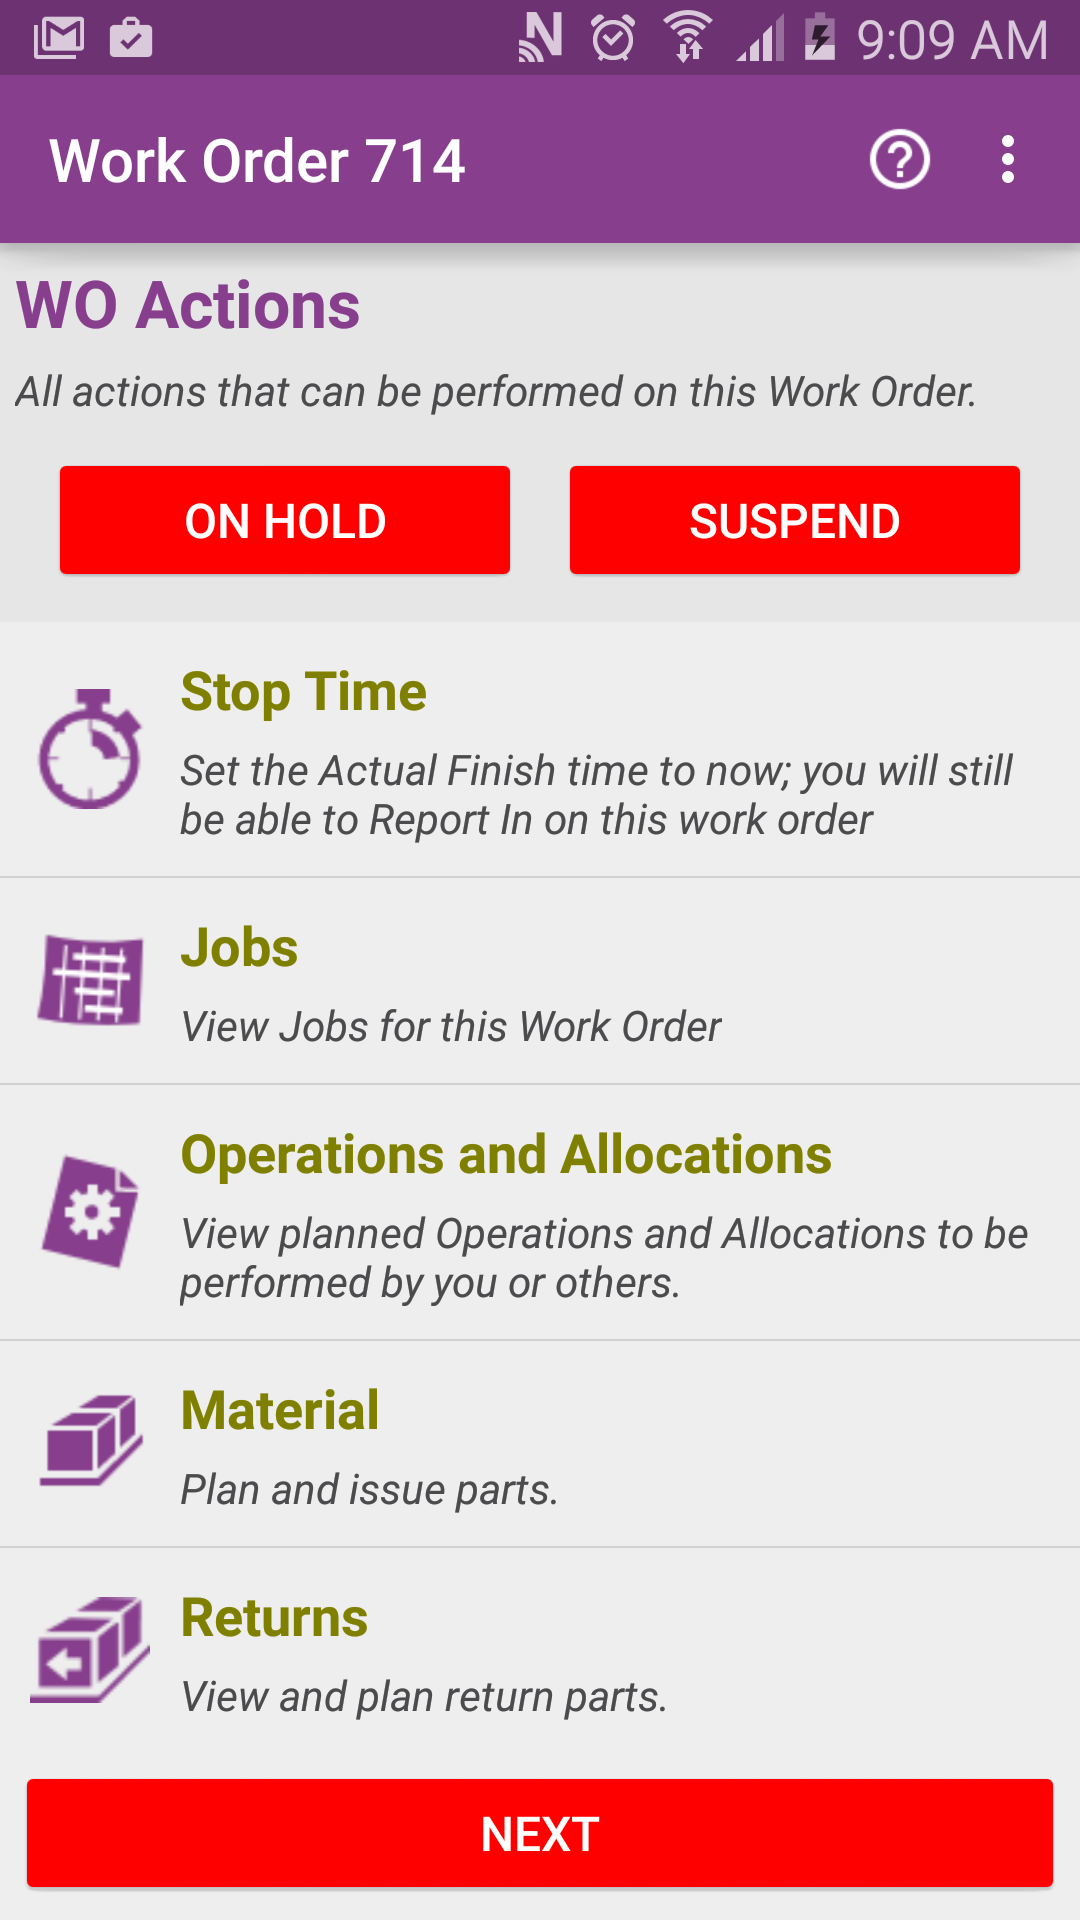 9:09 AM
Work Order 714
WO Actions
All actions that can be performed on this Work Order.
ON HOLD
SUSPEND
Stop Time
Set the Actual Finish time to now; you will still
be able to Report In on this work order
Jobs
View Jobs for this Work Order
Operations and Allocations
View planned Operations and Allocations to be
performed by you or others.
Material
Plan and issue parts.
Returns
View and plan return parts.
NEXT